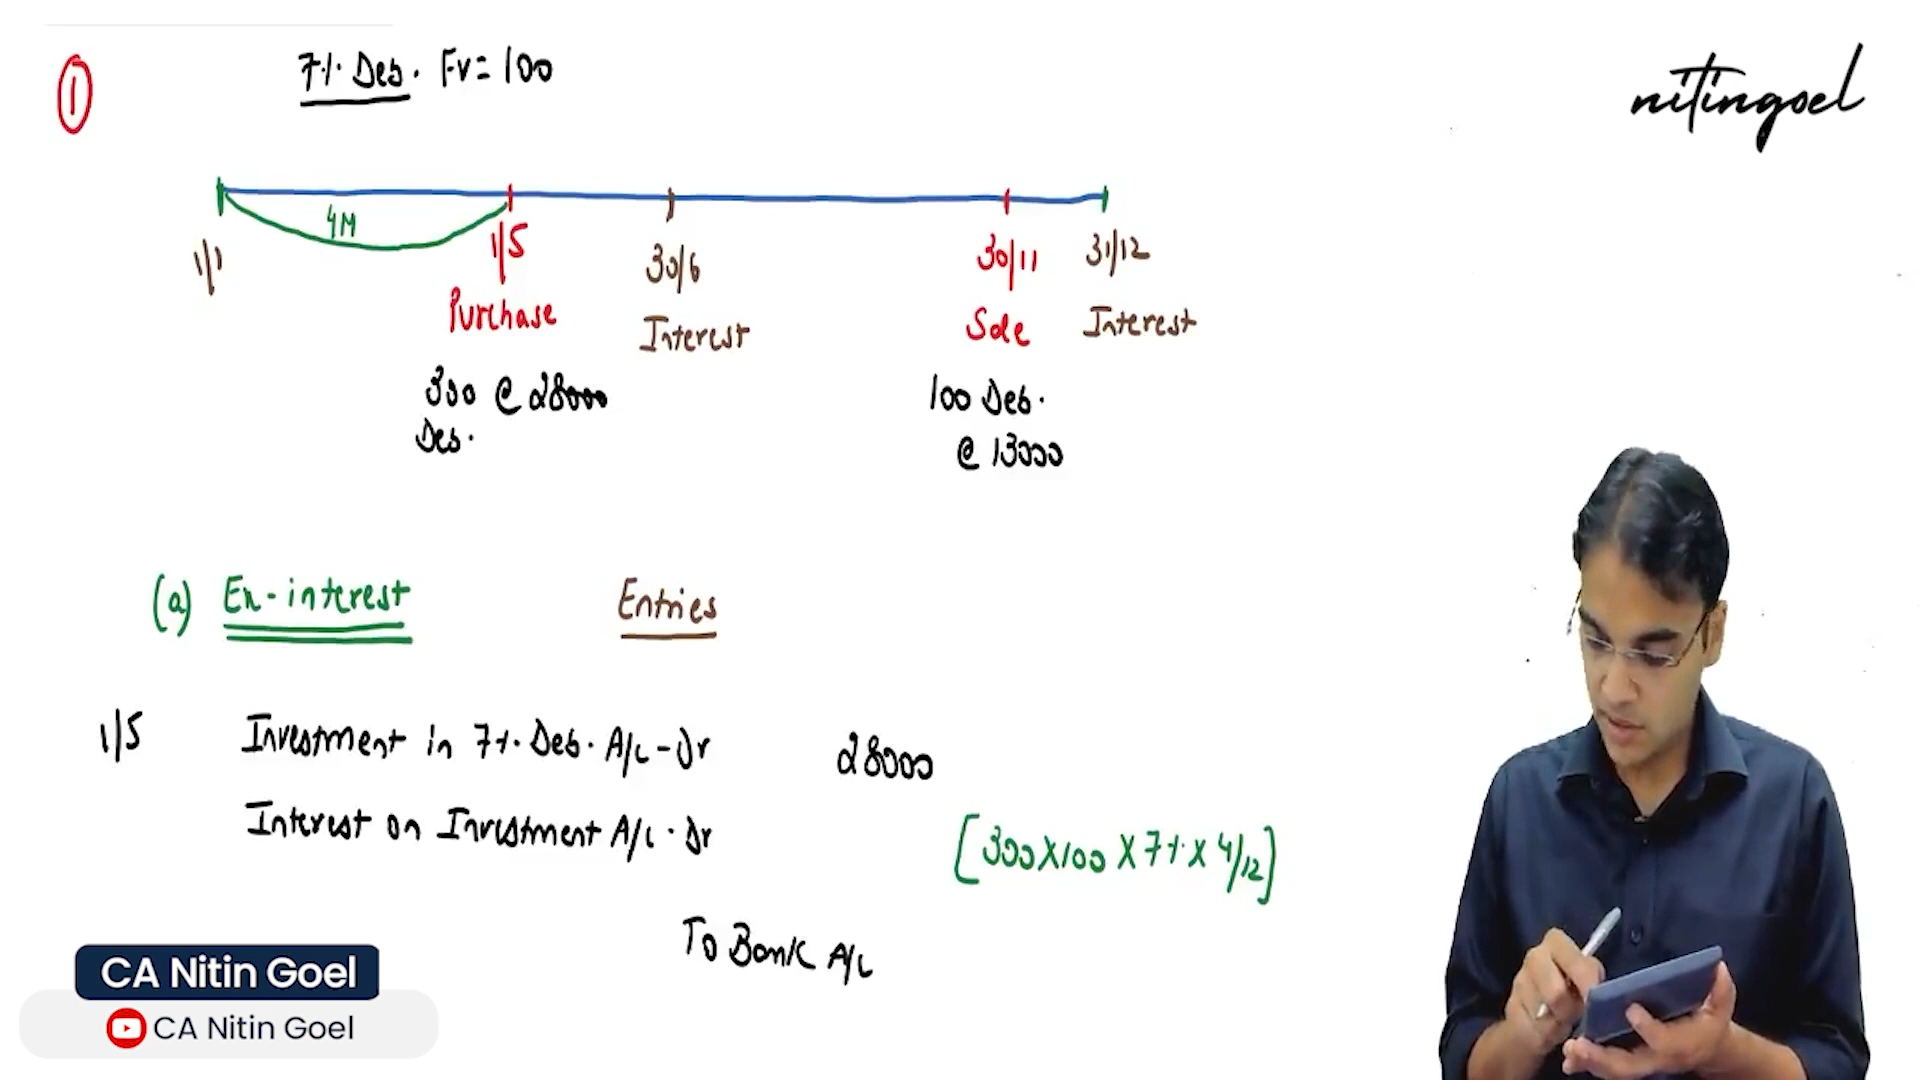 ①
7% Deb. Fv = 100
nitingoel
4M
1/1
1/5
30/6
30/11
31/12
Purchase
Interest
Sale
Interest
300 @ 28000
Deb.
100 Deb.
@ 13000
(a) Ex-interest
Entries
1/5 Investment in 7% Deb. A/c - Dr 28000
Interest on Investment A/c. Dr [300 X 100 X 7% X 4/12]
To Bank A/c
CA Nitin Goel
CA Nitin Goel